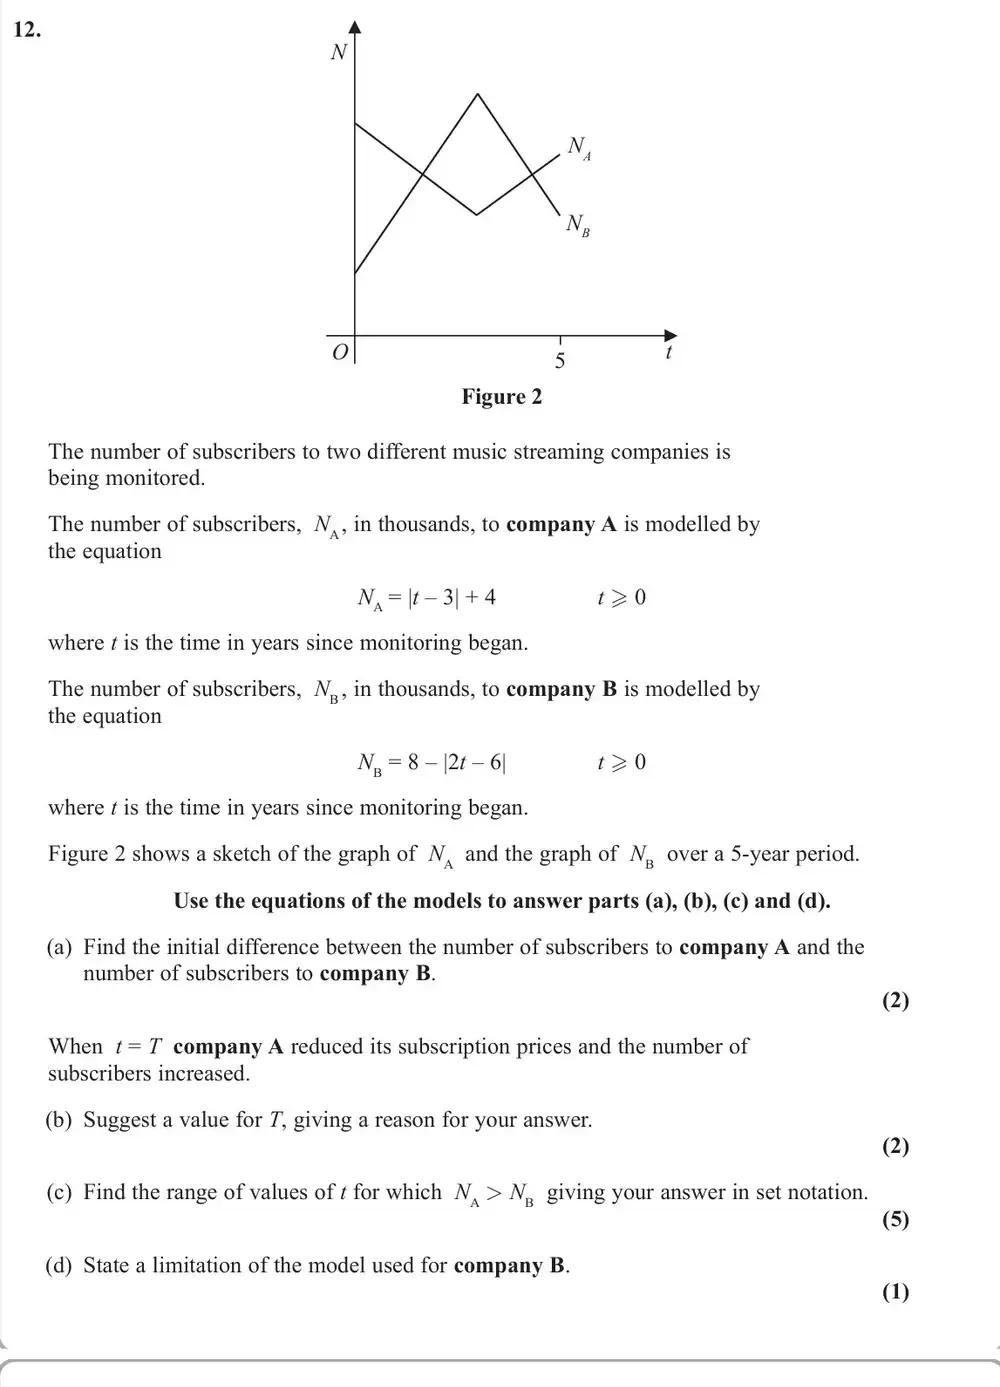 12.
N
N_A
N_B
O
5
t
Figure 2
The number of subscribers to two different music streaming companies is
being monitored.
The number of subscribers, N_A, in thousands, to company A is modelled by
the equation
N_A = |t – 3| + 4 t ⩾ 0
where t is the time in years since monitoring began.
The number of subscribers, N_B, in thousands, to company B is modelled by
the equation
N_B = 8 – |2t – 6| t ⩾ 0
where t is the time in years since monitoring began.
Figure 2 shows a sketch of the graph of N_A and the graph of N_B over a 5-year period.
Use the equations of the models to answer parts (a), (b), (c) and (d).
(a) Find the initial difference between the number of subscribers to company A and the
number of subscribers to company B.
(2)
When t = T company A reduced its subscription prices and the number of
subscribers increased.
(b) Suggest a value for T, giving a reason for your answer.
(2)
(c) Find the range of values of t for which N_A > N_B giving your answer in set notation.
(5)
(d) State a limitation of the model used for company B.
(1)